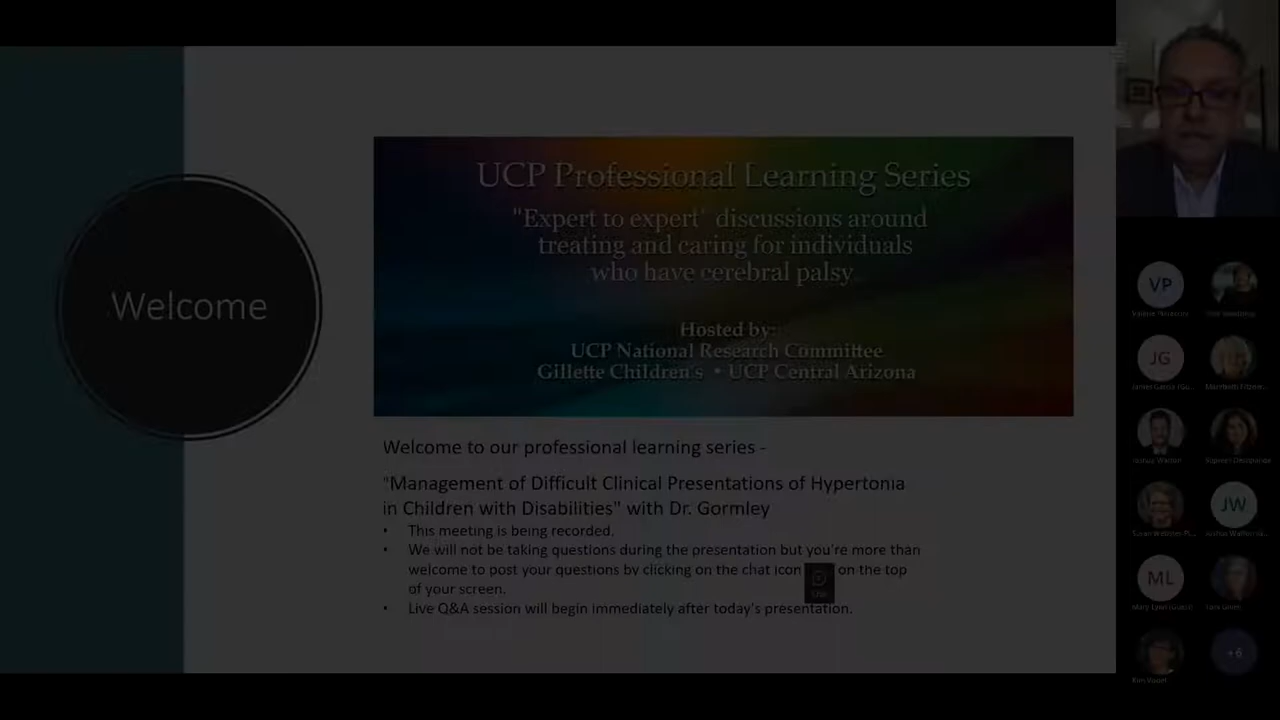 Welcome
UCP Professional Learning Series
"Expert to expert" discussions around
treating and caring for individuals
who have cerebral palsy.
Hosted by:
UCP National Research Committee
Gillette Children's • UCP Central Arizona
Welcome to our professional learning series -
"Management of Difficult Clinical Presentations of Hypertonia
in Children with Disabilities" with Dr. Gormley
• This meeting is being recorded.
• We will not be taking questions during the presentation but you're more than
welcome to post your questions by clicking on the chat icon on the top
of your screen.
• Live Q&A session will begin immediately after today's presentation.
VP
JG
JW
ML
+6